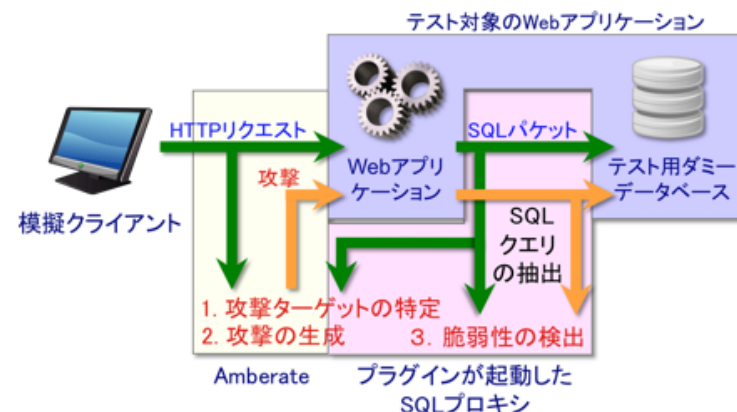 テスト対象のWebアプリケーション
HTTPリクエスト
SQLパケット
攻撃
Webアプリ
ケーション
テスト用ダミー
データベース
模擬クライアント
SQL
クエリ
の抽出
1. 攻撃ターゲットの特定
2. 攻撃の生成
3. 脆弱性の検出
Amberate
プラグインが起動した
SQLプロキシ